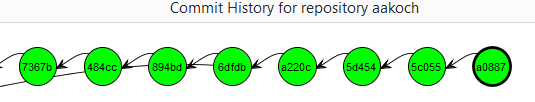 Commit History for repository aakoch
7367b 484cc 894bd 6dfdb a220c 5d454 5c055 a0887